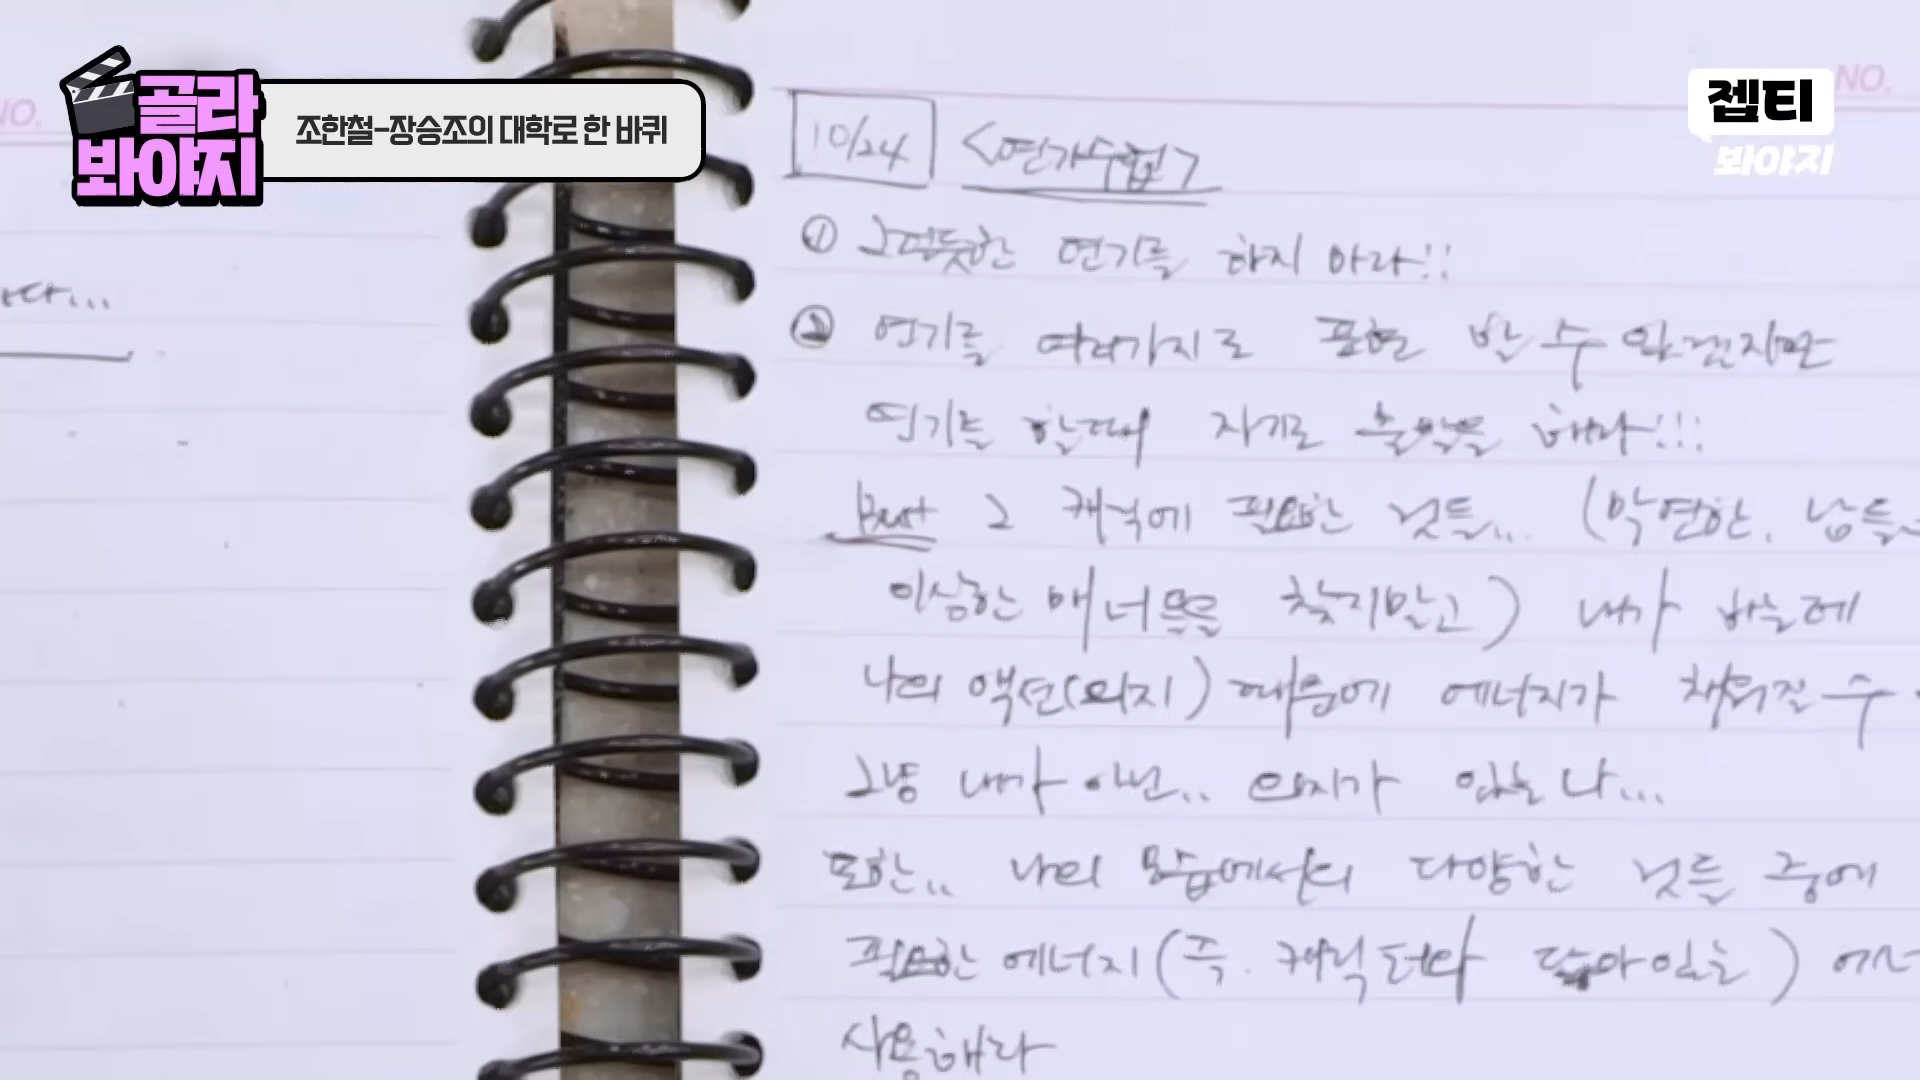 골라
봐야지
조한철-장승조의 대학로 한 바퀴
젭티
봐야지
NO.
NO.
다...
10/24 <연기수업>
① 그럴듯한 연기를 하지 마라!!
② 연기를 여러가지로 표현 할 수 있겠지만
연기를 할때 자기로 출발을 해라!!!
But 그 캐릭에 필요한 것들.. (막연한, 남들
이상한 매너들을 찾지말고) 내가 하늘에
나의 액션(의지) 때문에 에너지가 채워질 수
그냥 내가 아닌.. 의지가 있는 나...
또한.. 나의 모습에서의 다양한 것들 중에
필요한 에너지(즉. 캐릭터와 닮아있는) 에서
사용해라